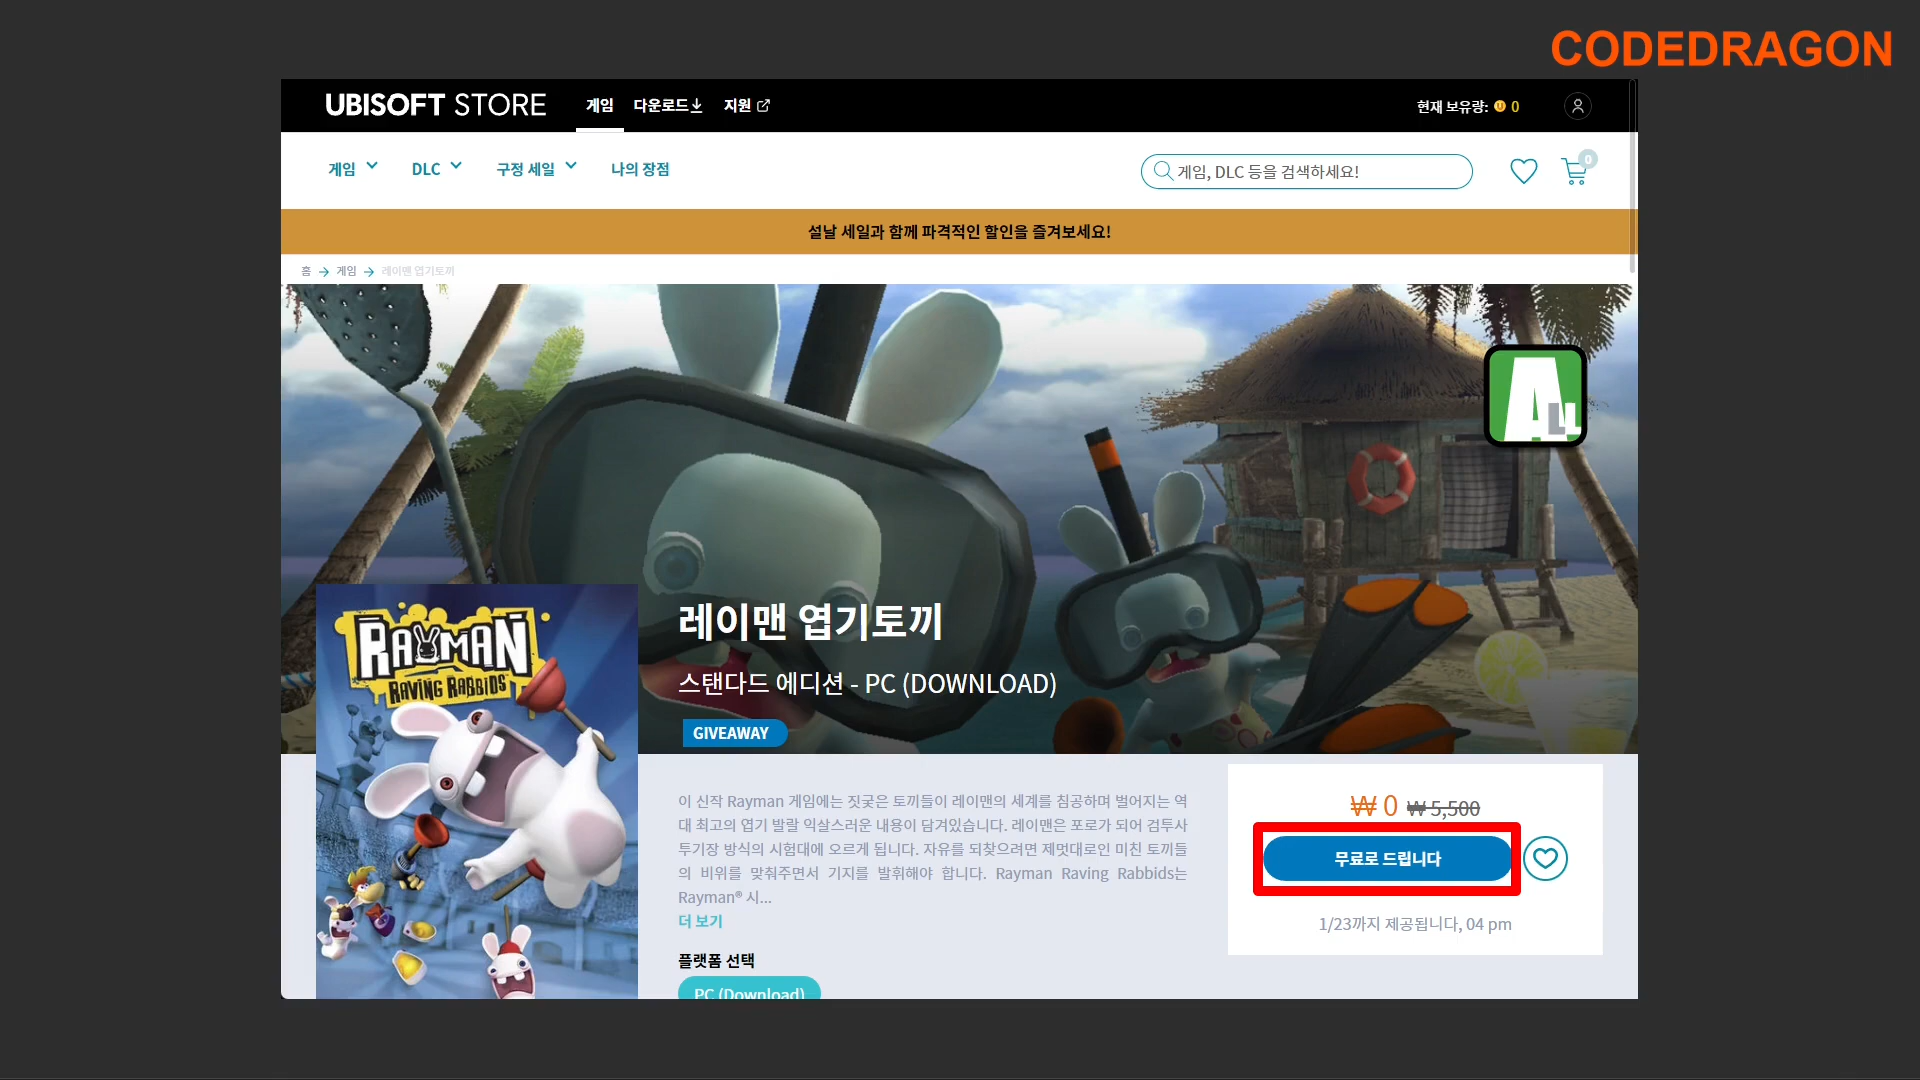 CODEDRAGON
UBISOFT STORE 게임 다운로드 지원 현재 보유량: 0
게임 DLC 구정 세일 나의 장점 게임, DLC 등을 검색하세요! 0
설날 세일과 함께 파격적인 할인을 즐겨보세요!
홈 → 게임 → 레이맨 엽기토끼
ALL
레이맨 엽기토끼
스탠다드 에디션 - PC (DOWNLOAD)
GIVEAWAY
RAYMAN
RAVING RABBIDS
이 신작 Rayman 게임에는 짓궂은 토끼들이 레이맨의 세계를 침공하며 벌어지는 역
대 최고의 엽기 발랄 익살스러운 내용이 담겨있습니다. 레이맨은 포로가 되어 검투사
투기장 방식의 시험대에 오르게 됩니다. 자유를 되찾으려면 제멋대로인 미친 토끼들
의 비위를 맞춰주면서 기지를 발휘해야 합니다. Rayman Raving Rabbids는
Rayman® 시...
더 보기
플랫폼 선택
PC (Download)
₩ 0 ₩ 5,500
무료로 드립니다
1/23까지 제공됩니다, 04 pm